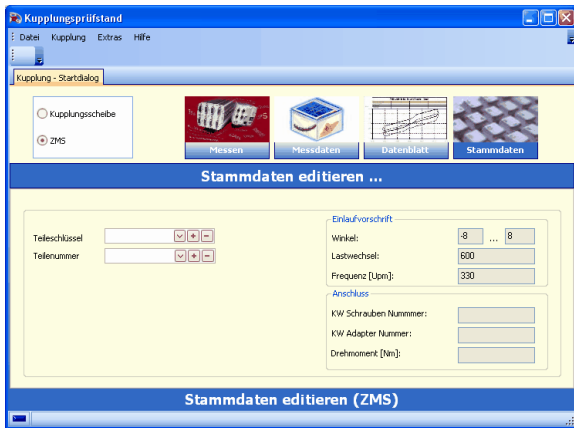 Kupplungsprüfstand
Datei Kupplung Extras Hilfe
Kupplung - Startdialog
Kupplungsscheibe
ZMS
Messen Messdaten Datenblatt Stammdaten
Stammdaten editieren ...
Einlaufvorschrift
Teileschlüssel
Teilenummer
Winkel: -8 ... 8
Lastwechsel: 600
Frequenz [Upm]: 330
Anschluss
KW Schrauben Nummmer:
KW Adapter Nummer:
Drehmoment [Nm]:
Stammdaten editieren (ZMS)